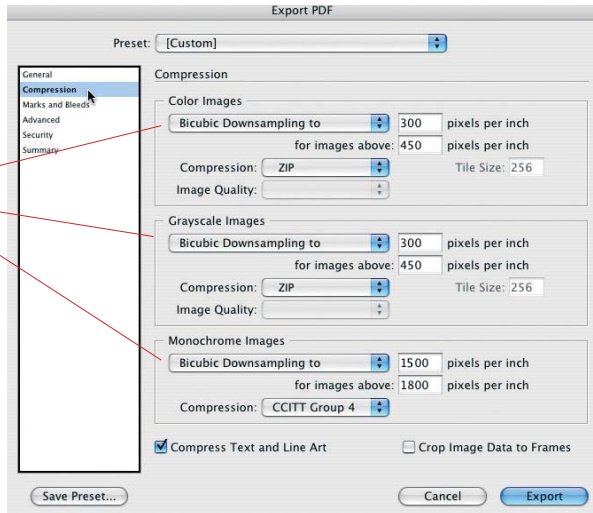 Export PDF
Preset: [Custom]
General
Compression
Marks and Bleeds
Advanced
Security
Summary
Compression
Color Images
Bicubic Downsampling to 300 pixels per inch
for images above: 450 pixels per inch
Compression: ZIP Tile Size: 256
Image Quality:
Grayscale Images
Bicubic Downsampling to 300 pixels per inch
for images above: 450 pixels per inch
Compression: ZIP Tile Size: 256
Image Quality:
Monochrome Images
Bicubic Downsampling to 1500 pixels per inch
for images above: 1800 pixels per inch
Compression: CCITT Group 4
Compress Text and Line Art Crop Image Data to Frames
Save Preset... Cancel Export